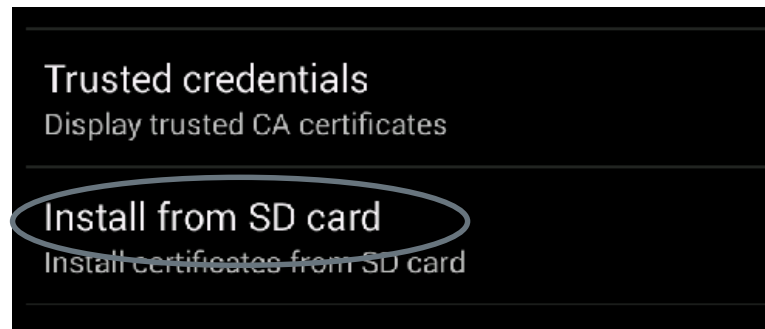 Trusted credentials
Display trusted CA certificates
Install from SD card
Install certificates from SD card